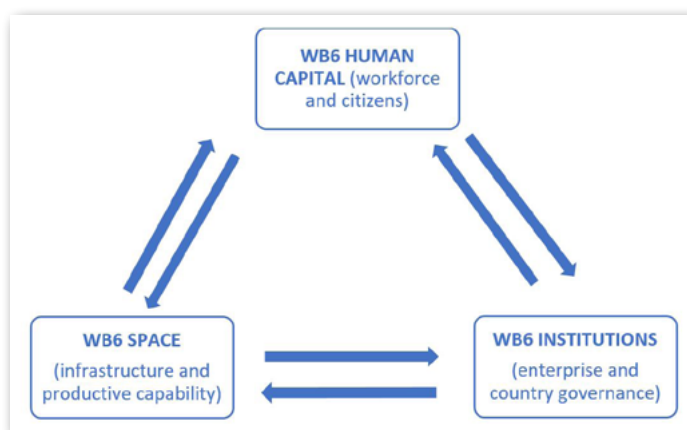 WB6 HUMAN
CAPITAL (workforce
and citizens)
WB6 SPACE
(infrastructure and
productive capability)
WB6 INSTITUTIONS
(enterprise and
country governance)